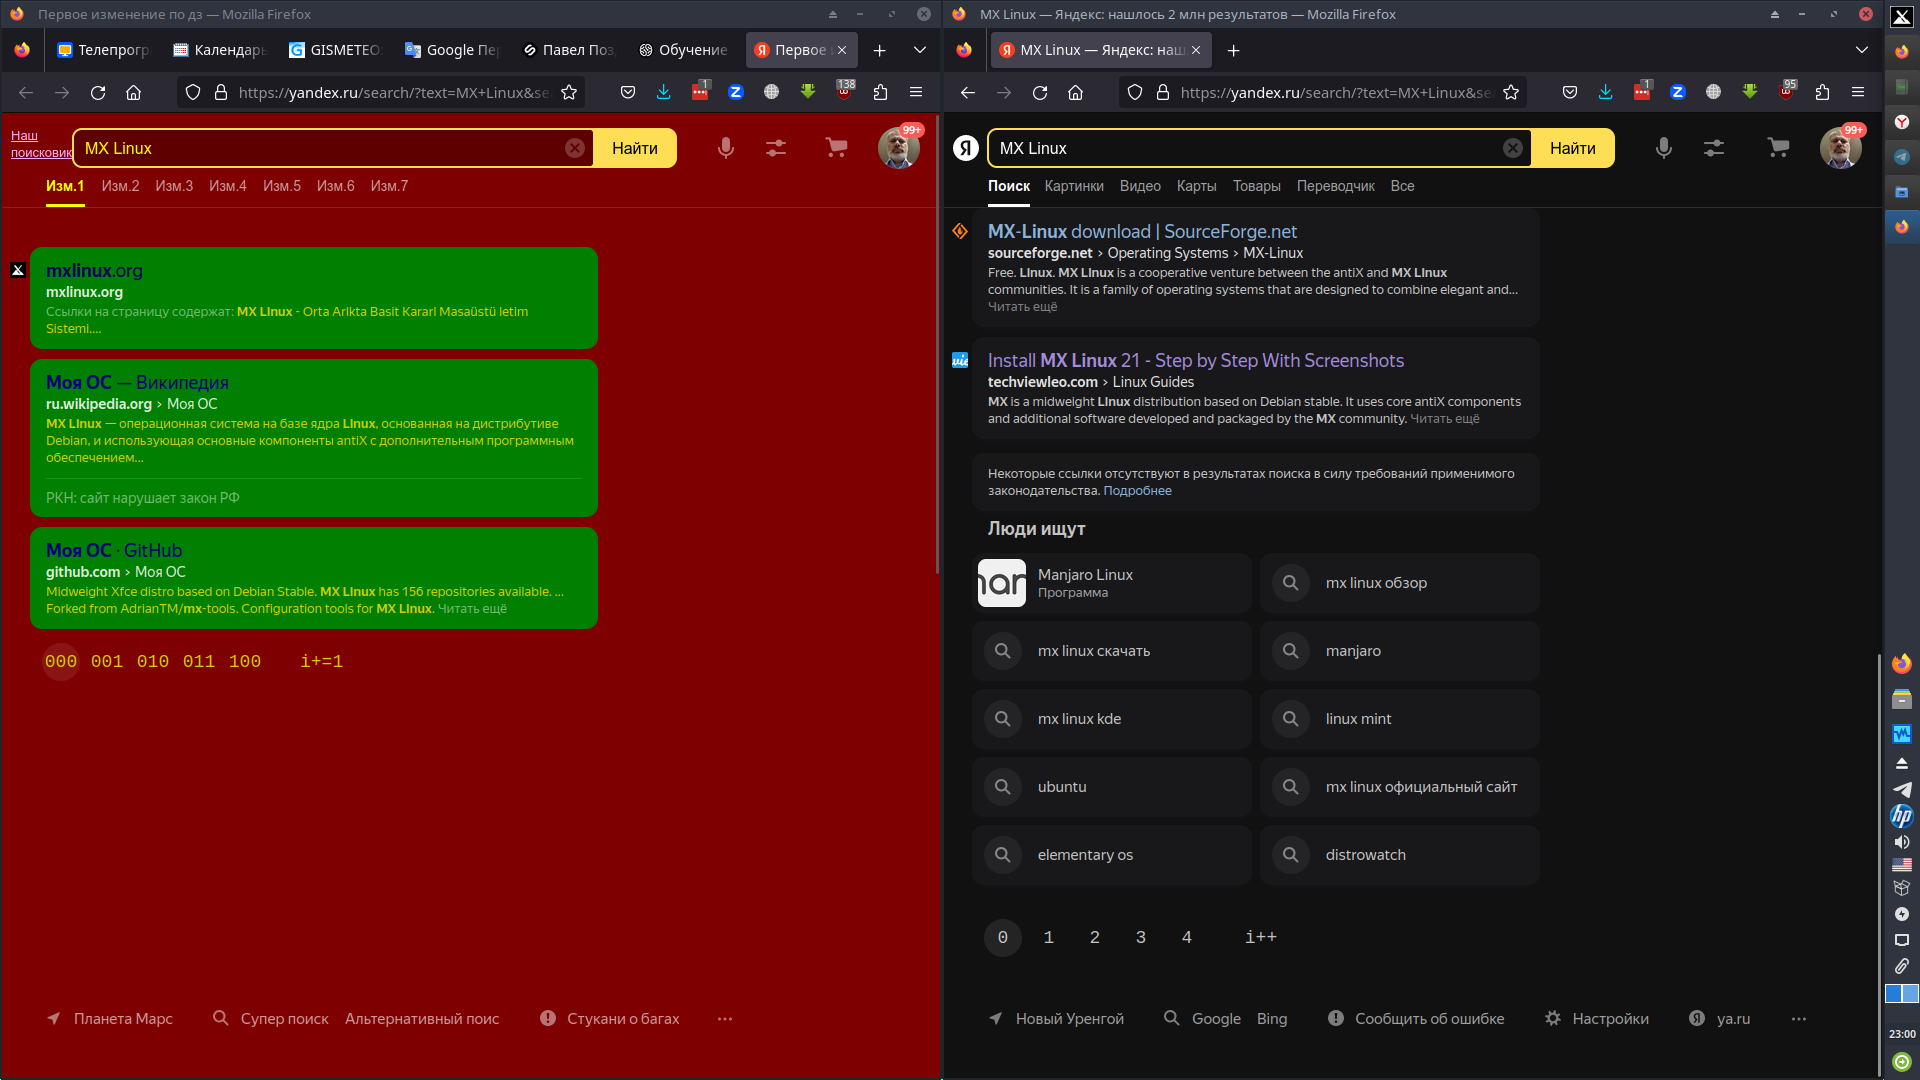 Первое изменение по дз — Mozilla Firefox
Телепрогр
Календарь
GISMETEO
Google Пер
Павел Поз
Обучение
Первое
https://yandex.ru/search/?text=MX+Linux&se
1
138
Наш
поисковик
MX Linux
Найти
99+
Изм.1 Изм.2 Изм.3 Изм.4 Изм.5 Изм.6 Изм.7
mxlinux.org
mxlinux.org
Ссылки на страницу содержат: MX Linux - Orta Arlkta Basit Kararl Masaüstü letim
Sistemi....
Моя ОС — Википедия
ru.wikipedia.org › Моя ОС
MX Linux — операционная система на базе ядра Linux, основанная на дистрибутиве
Debian, и использующая основные компоненты antiX с дополнительным программным
обеспечением...
РКН: сайт нарушает закон РФ
Моя ОС · GitHub
github.com › Моя ОС
Midweight Xfce distro based on Debian Stable. MX Linux has 156 repositories available. ...
Forked from AdrianTM/mx-tools. Configuration tools for MX Linux. Читать ещё
000 001 010 011 100 i+=1
Планета Марс
Супер поиск
Альтернативный поис
Стукани о багах
MX Linux — Яндекс: нашлось 2 млн результатов — Mozilla Firefox
MX Linux — Яндекс: наш
https://yandex.ru/search/?text=MX+Linux&se
1
95
Я
MX Linux
Найти
99+
Поиск Картинки Видео Карты Товары Переводчик Все
MX-Linux download | SourceForge.net
sourceforge.net › Operating Systems › MX-Linux
Free. Linux. MX Linux is a cooperative venture between the antiX and MX Linux
communities. It is a family of operating systems that are designed to combine elegant and...
Читать ещё
Install MX Linux 21 - Step by Step With Screenshots
techviewleo.com › Linux Guides
MX is a midweight Linux distribution based on Debian stable. It uses core antiX components
and additional software developed and packaged by the MX community. Читать ещё
Некоторые ссылки отсутствуют в результатах поиска в силу требований применимого
законодательства. Подробнее
Люди ищут
Manjaro Linux
Программа
mx linux обзор
mx linux скачать
manjaro
mx linux kde
linux mint
ubuntu
mx linux официальный сайт
elementary os
distrowatch
0 1 2 3 4 i++
Новый Уренгой
Google
Bing
Сообщить об ошибке
Настройки
ya.ru
hp
23:00